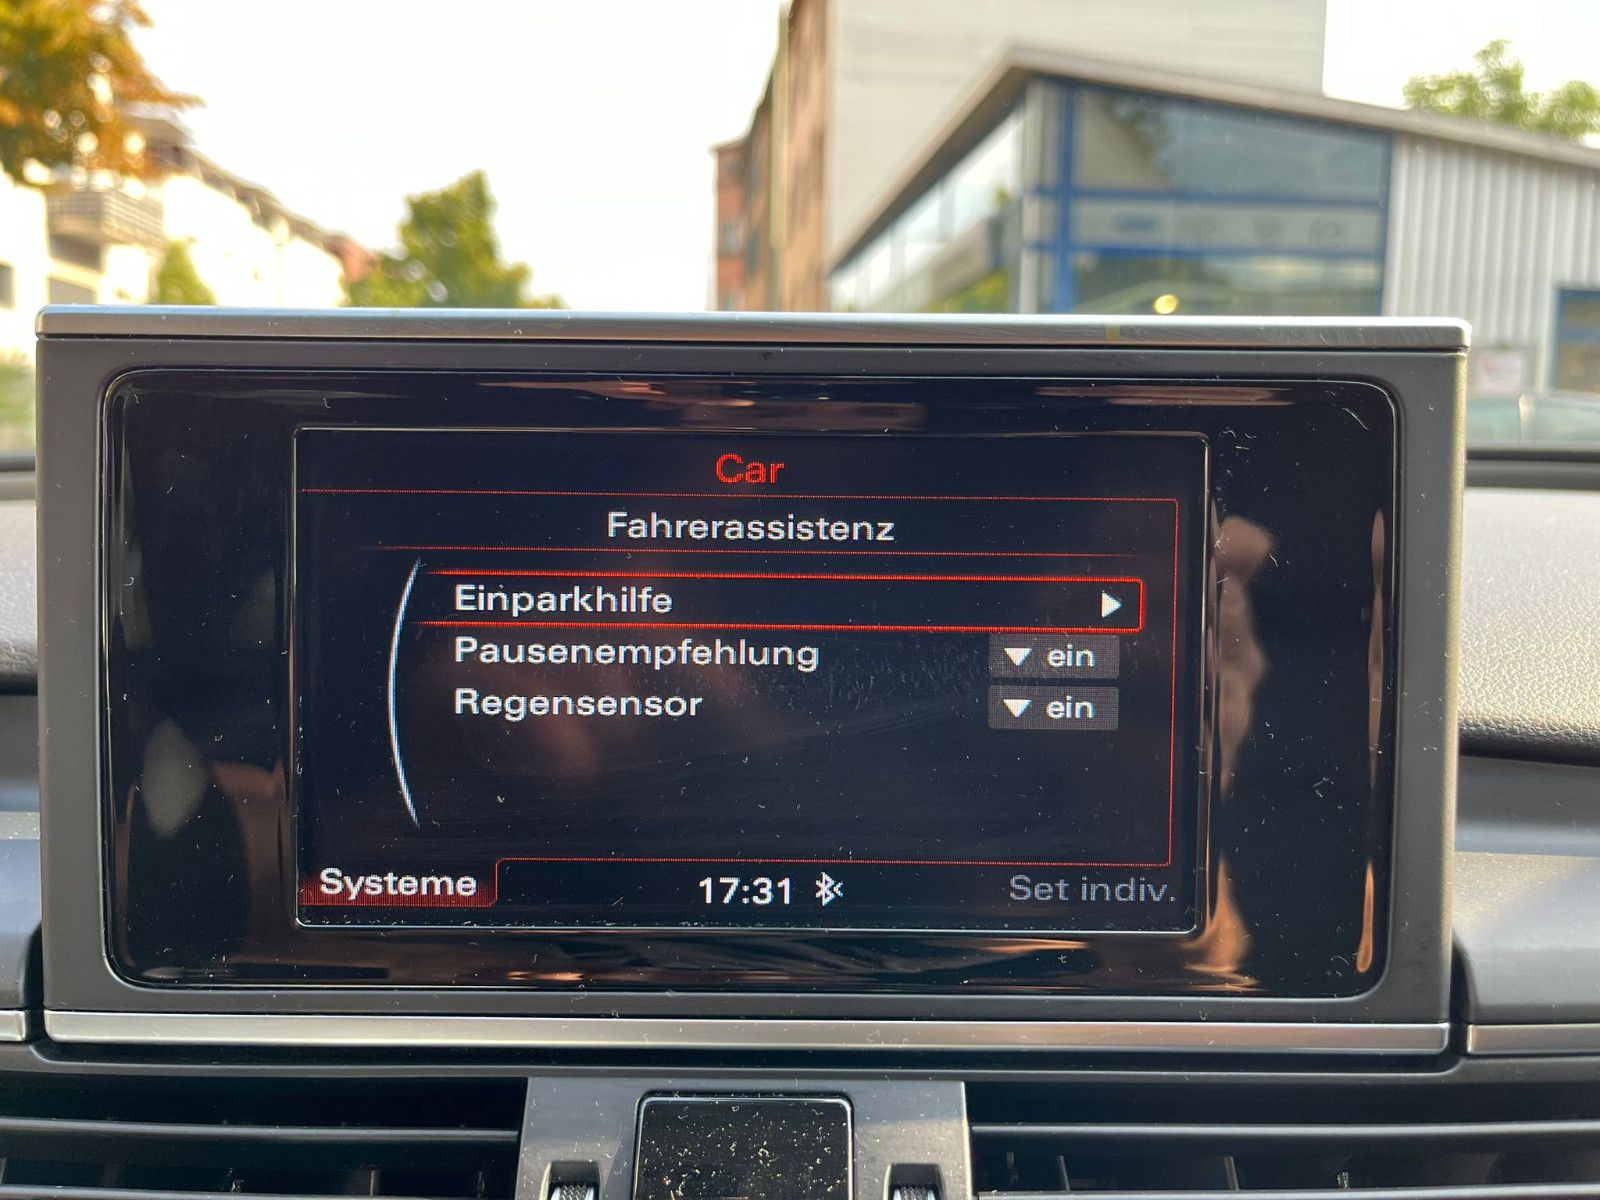 Car
Fahrerassistenz
Einparkhilfe
Pausenempfehlung ein
Regensensor ein
Systeme 17:31 Set indiv.